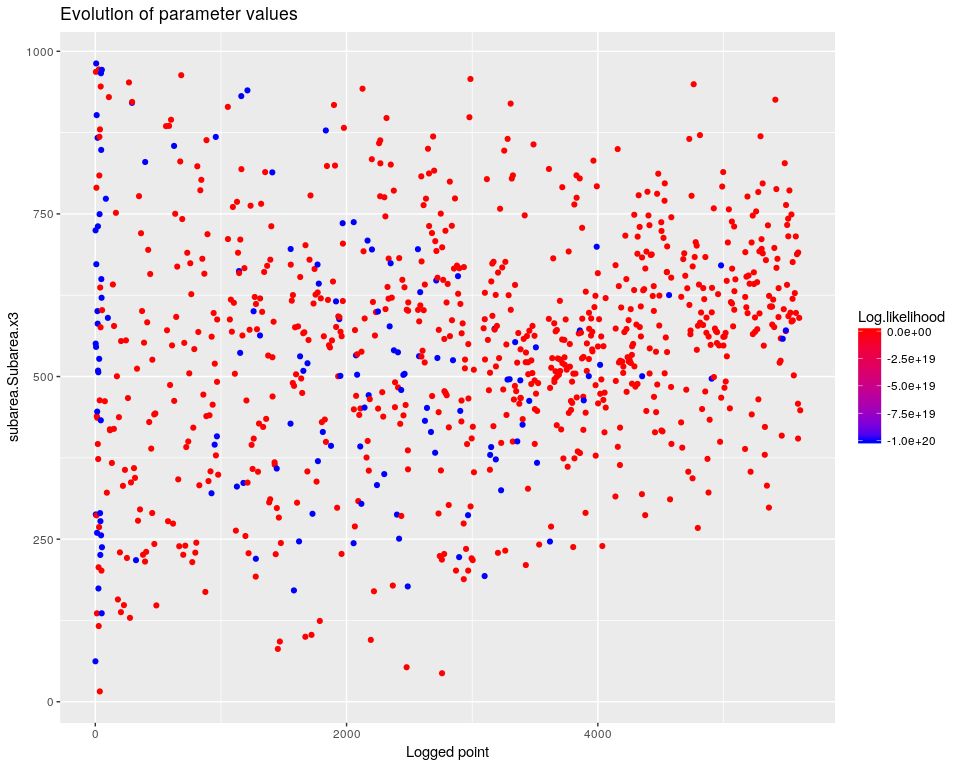 Evolution of parameter values
subarea.Subarea.x3
1000
750
500
250
0
0
2000
4000
Logged point
Log.likelihood
0.0e+00
-2.5e+19
-5.0e+19
-7.5e+19
-1.0e+20